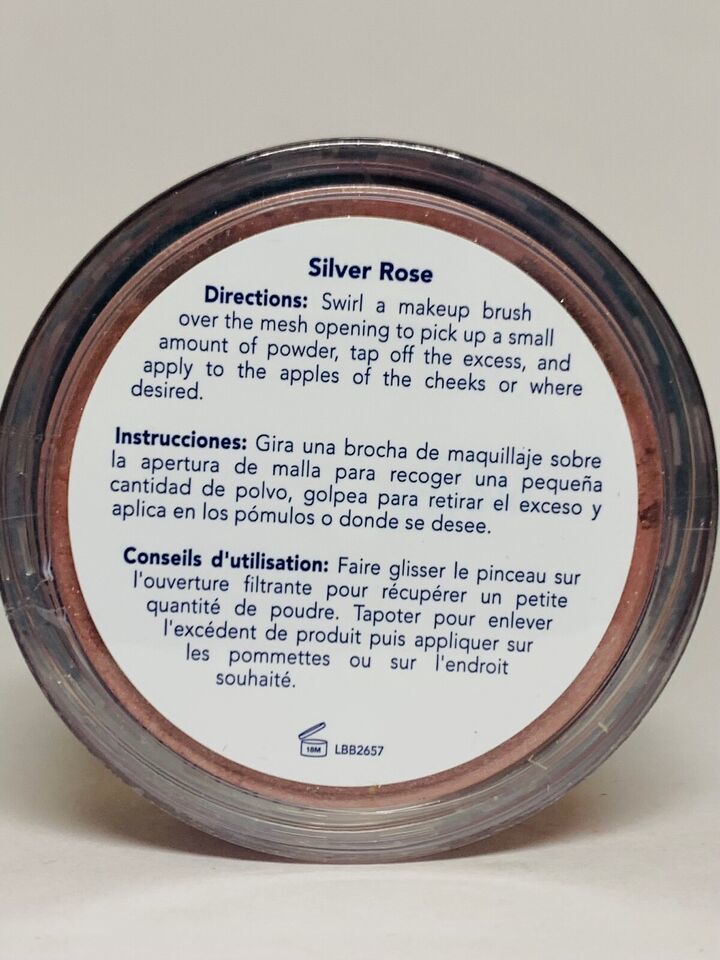 Silver Rose
Directions: Swirl a makeup brush
over the mesh opening to pick up a small
amount of powder, tap off the excess, and
apply to the apples of the cheeks or where
desired.
Instrucciones: Gira una brocha de maquillaje sobre
la apertura de malla para recoger una pequeña
cantidad de polvo, golpea para retirar el exceso y
aplica en los pómulos o donde se desee.
Conseils d'utilisation: Faire glisser le pinceau sur
l'ouverture filtrante pour récupérer un petite
quantité de poudre. Tapoter pour enlever
l'excédent de produit puis appliquer sur
les pommettes ou sur l'endroit
souhaité.
18M LBB2657